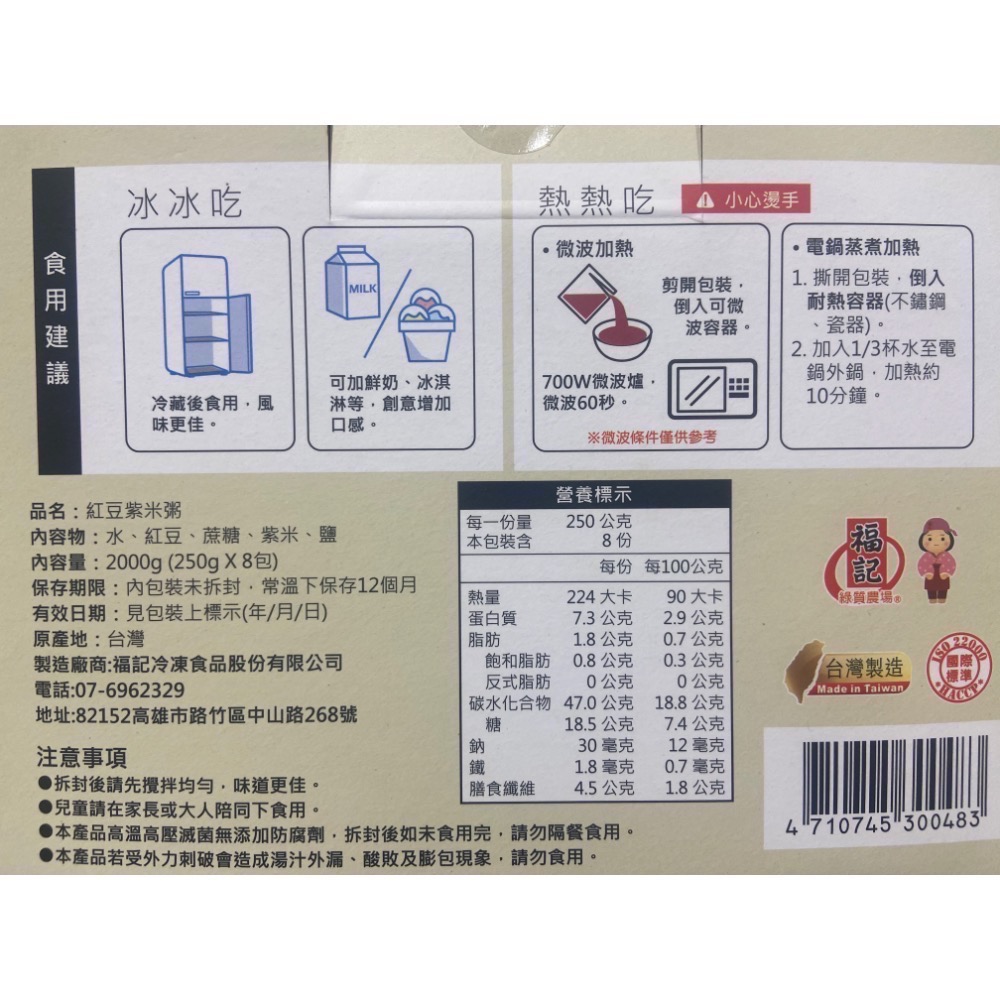 食用建議
冰冰吃
冷藏後食用，風
味更佳。
MILK
可加鮮奶、冰淇
淋等，創意增加
口感。
熱熱吃
小心燙手
•微波加熱
剪開包裝，
倒入可微
波容器。
700W微波爐，
微波60秒。
※微波條件僅供參考
•電鍋蒸煮加熱
1. 撕開包裝，倒入
耐熱容器(不鏽鋼
、瓷器)。
2. 加入1/3杯水至電
鍋外鍋，加熱約
10分鐘。
品名：紅豆紫米粥
內容物：水、紅豆、蔗糖、紫米、鹽
內容量：2000g (250g X 8包)
保存期限：內包裝未拆封，常溫下保存12個月
有效日期：見包裝上標示(年/月/日)
原產地：台灣
製造廠商:福記冷凍食品股份有限公司
電話:07-6962329
地址:82152高雄市路竹區中山路268號
注意事項
●拆封後請先攪拌均勻，味道更佳。
●兒童請在家長或大人陪同下食用。
●本產品高溫高壓滅菌無添加防腐劑，拆封後如未食用完，請勿隔餐食用。
●本產品若受外力刺破會造成湯汁外漏、酸敗及膨包現象，請勿食用。
營養標示
每一份量 250 公克
本包裝含 8 份
每份 每100公克
熱量 224 大卡 90 大卡
蛋白質 7.3 公克 2.9 公克
脂肪 1.8 公克 0.7 公克
飽和脂肪 0.8 公克 0.3 公克
反式脂肪 0 公克 0 公克
碳水化合物 47.0 公克 18.8 公克
糖 18.5 公克 7.4 公克
鈉 30 毫克 12 毫克
鐵 1.8 毫克 0.7 毫克
膳食纖維 4.5 公克 1.8 公克
福記
綠質農場®
台灣製造
Made in Taiwan
ISO 22000
國際
標準
HACCP
4 710745 300483